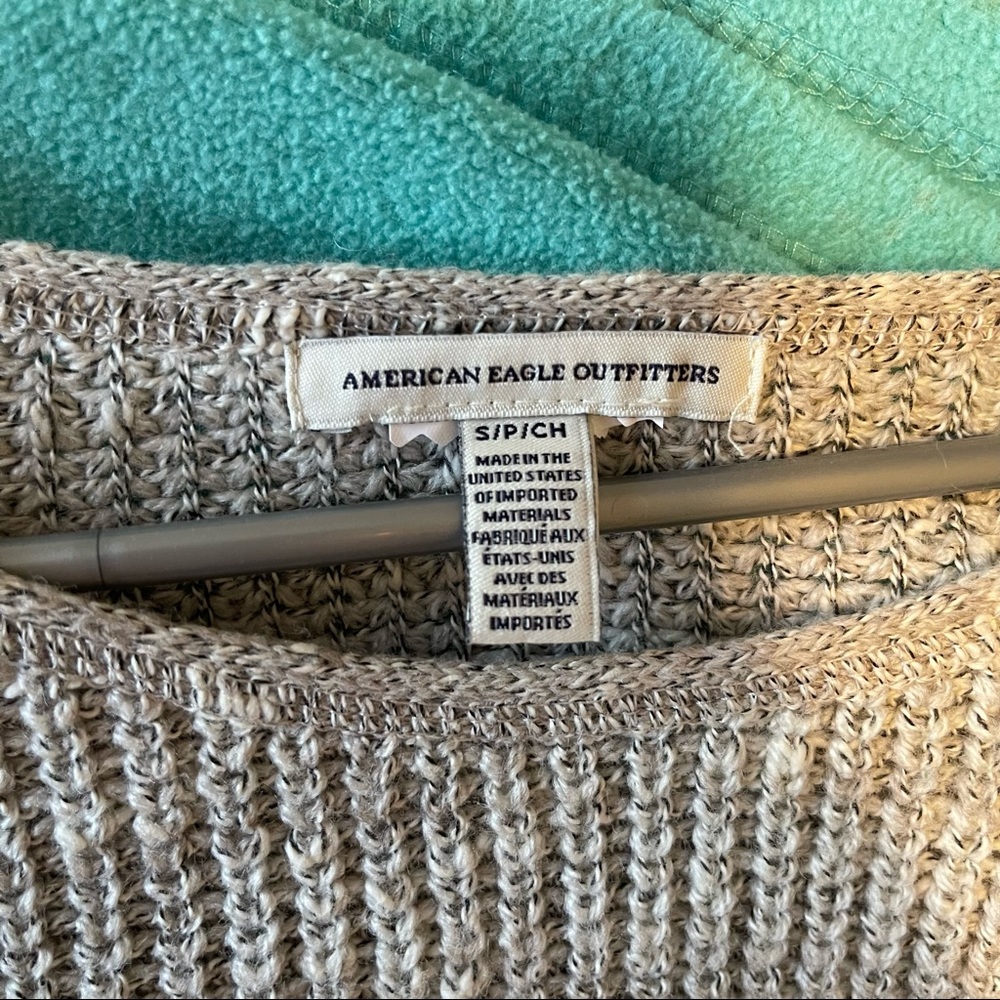 AMERICAN EAGLE OUTFITTERS
S/P/CH
MADE IN THE
UNITED STATES
OF IMPORTED
MATERIALS
FABRIQUÉ AUX
ÉTATS-UNIS
AVEC DES
MATÉRIAUX
IMPORTÉS